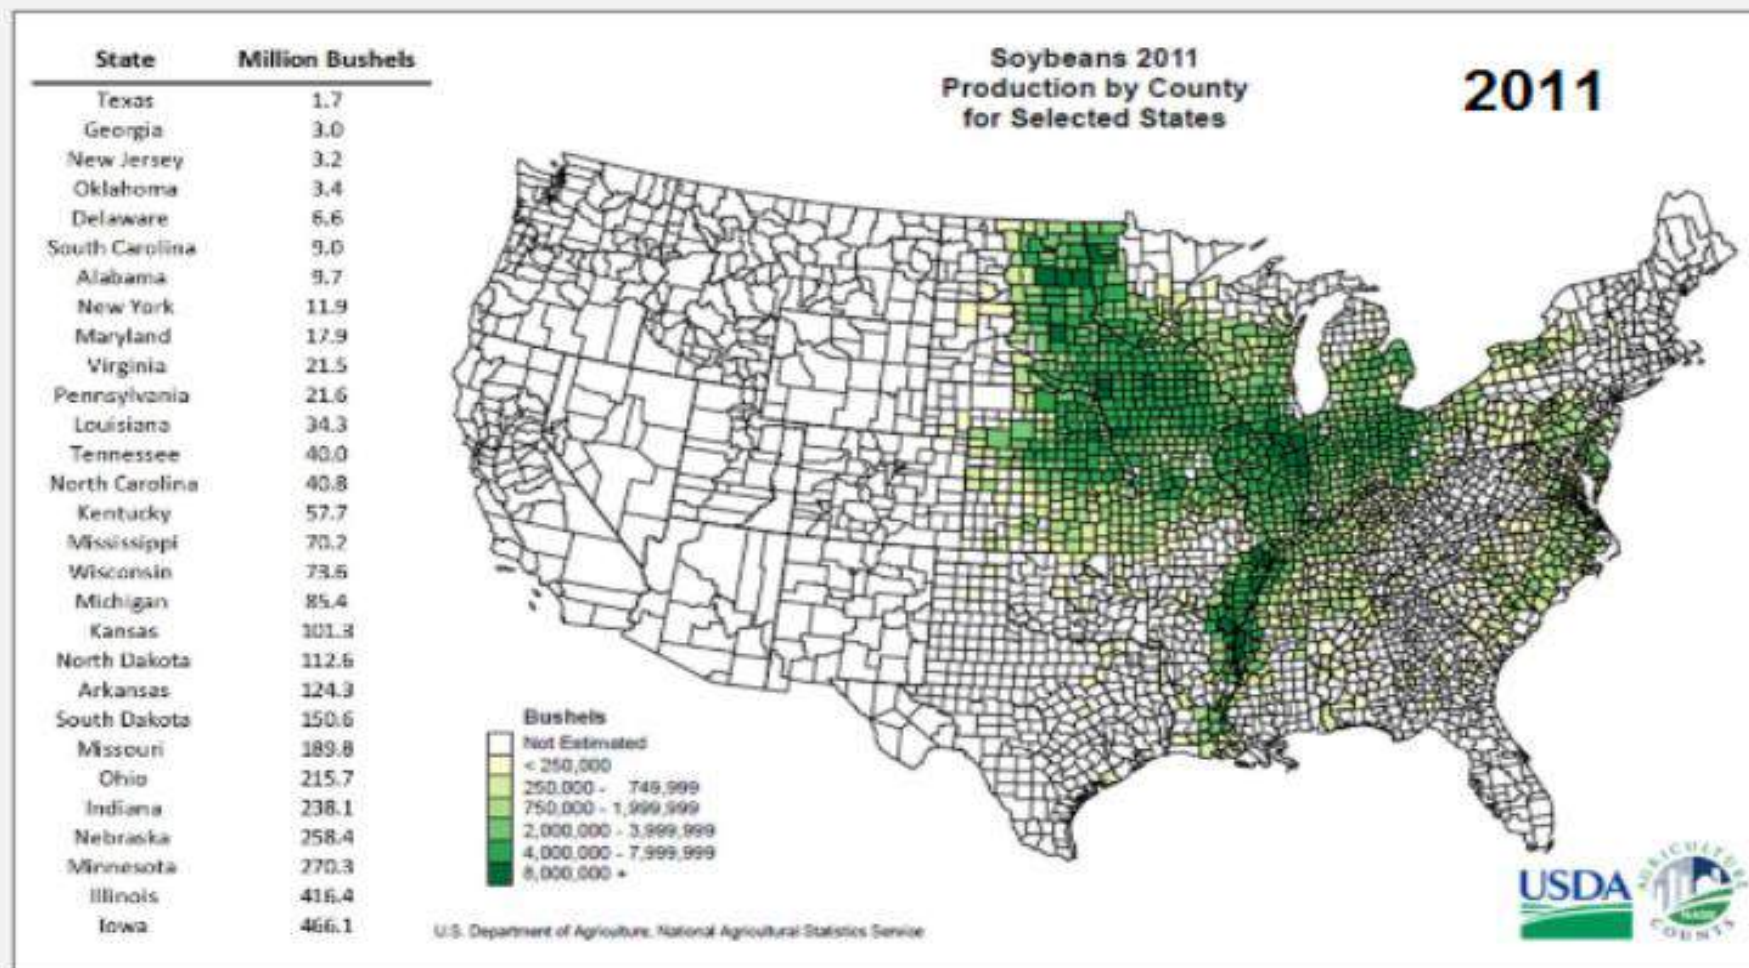 State Million Bushels
Texas 1.7
Georgia 3.0
New Jersey 3.2
Oklahoma 3.4
Delaware 6.6
South Carolina 9.0
Alabama 9.7
New York 11.9
Maryland 17.9
Virginia 21.5
Pennsylvania 21.6
Louisiana 34.3
Tennessee 40.0
North Carolina 40.8
Kentucky 57.7
Mississippi 70.2
Wisconsin 73.6
Michigan 85.4
Kansas 101.3
North Dakota 112.6
Arkansas 124.3
South Dakota 150.6
Missouri 189.8
Ohio 215.7
Indiana 238.1
Nebraska 258.4
Minnesota 270.3
Illinois 416.4
Iowa 466.1
Soybeans 2011
Production by County
for Selected States
2011
Bushels
Not Estimated
< 250,000
250,000 - 749,999
750,000 - 1,999,999
2,000,000 - 3,999,999
4,000,000 - 7,999,999
8,000,000 +
U.S. Department of Agriculture, National Agricultural Statistics Service
USDA
AGRICULTURE
COUNTS